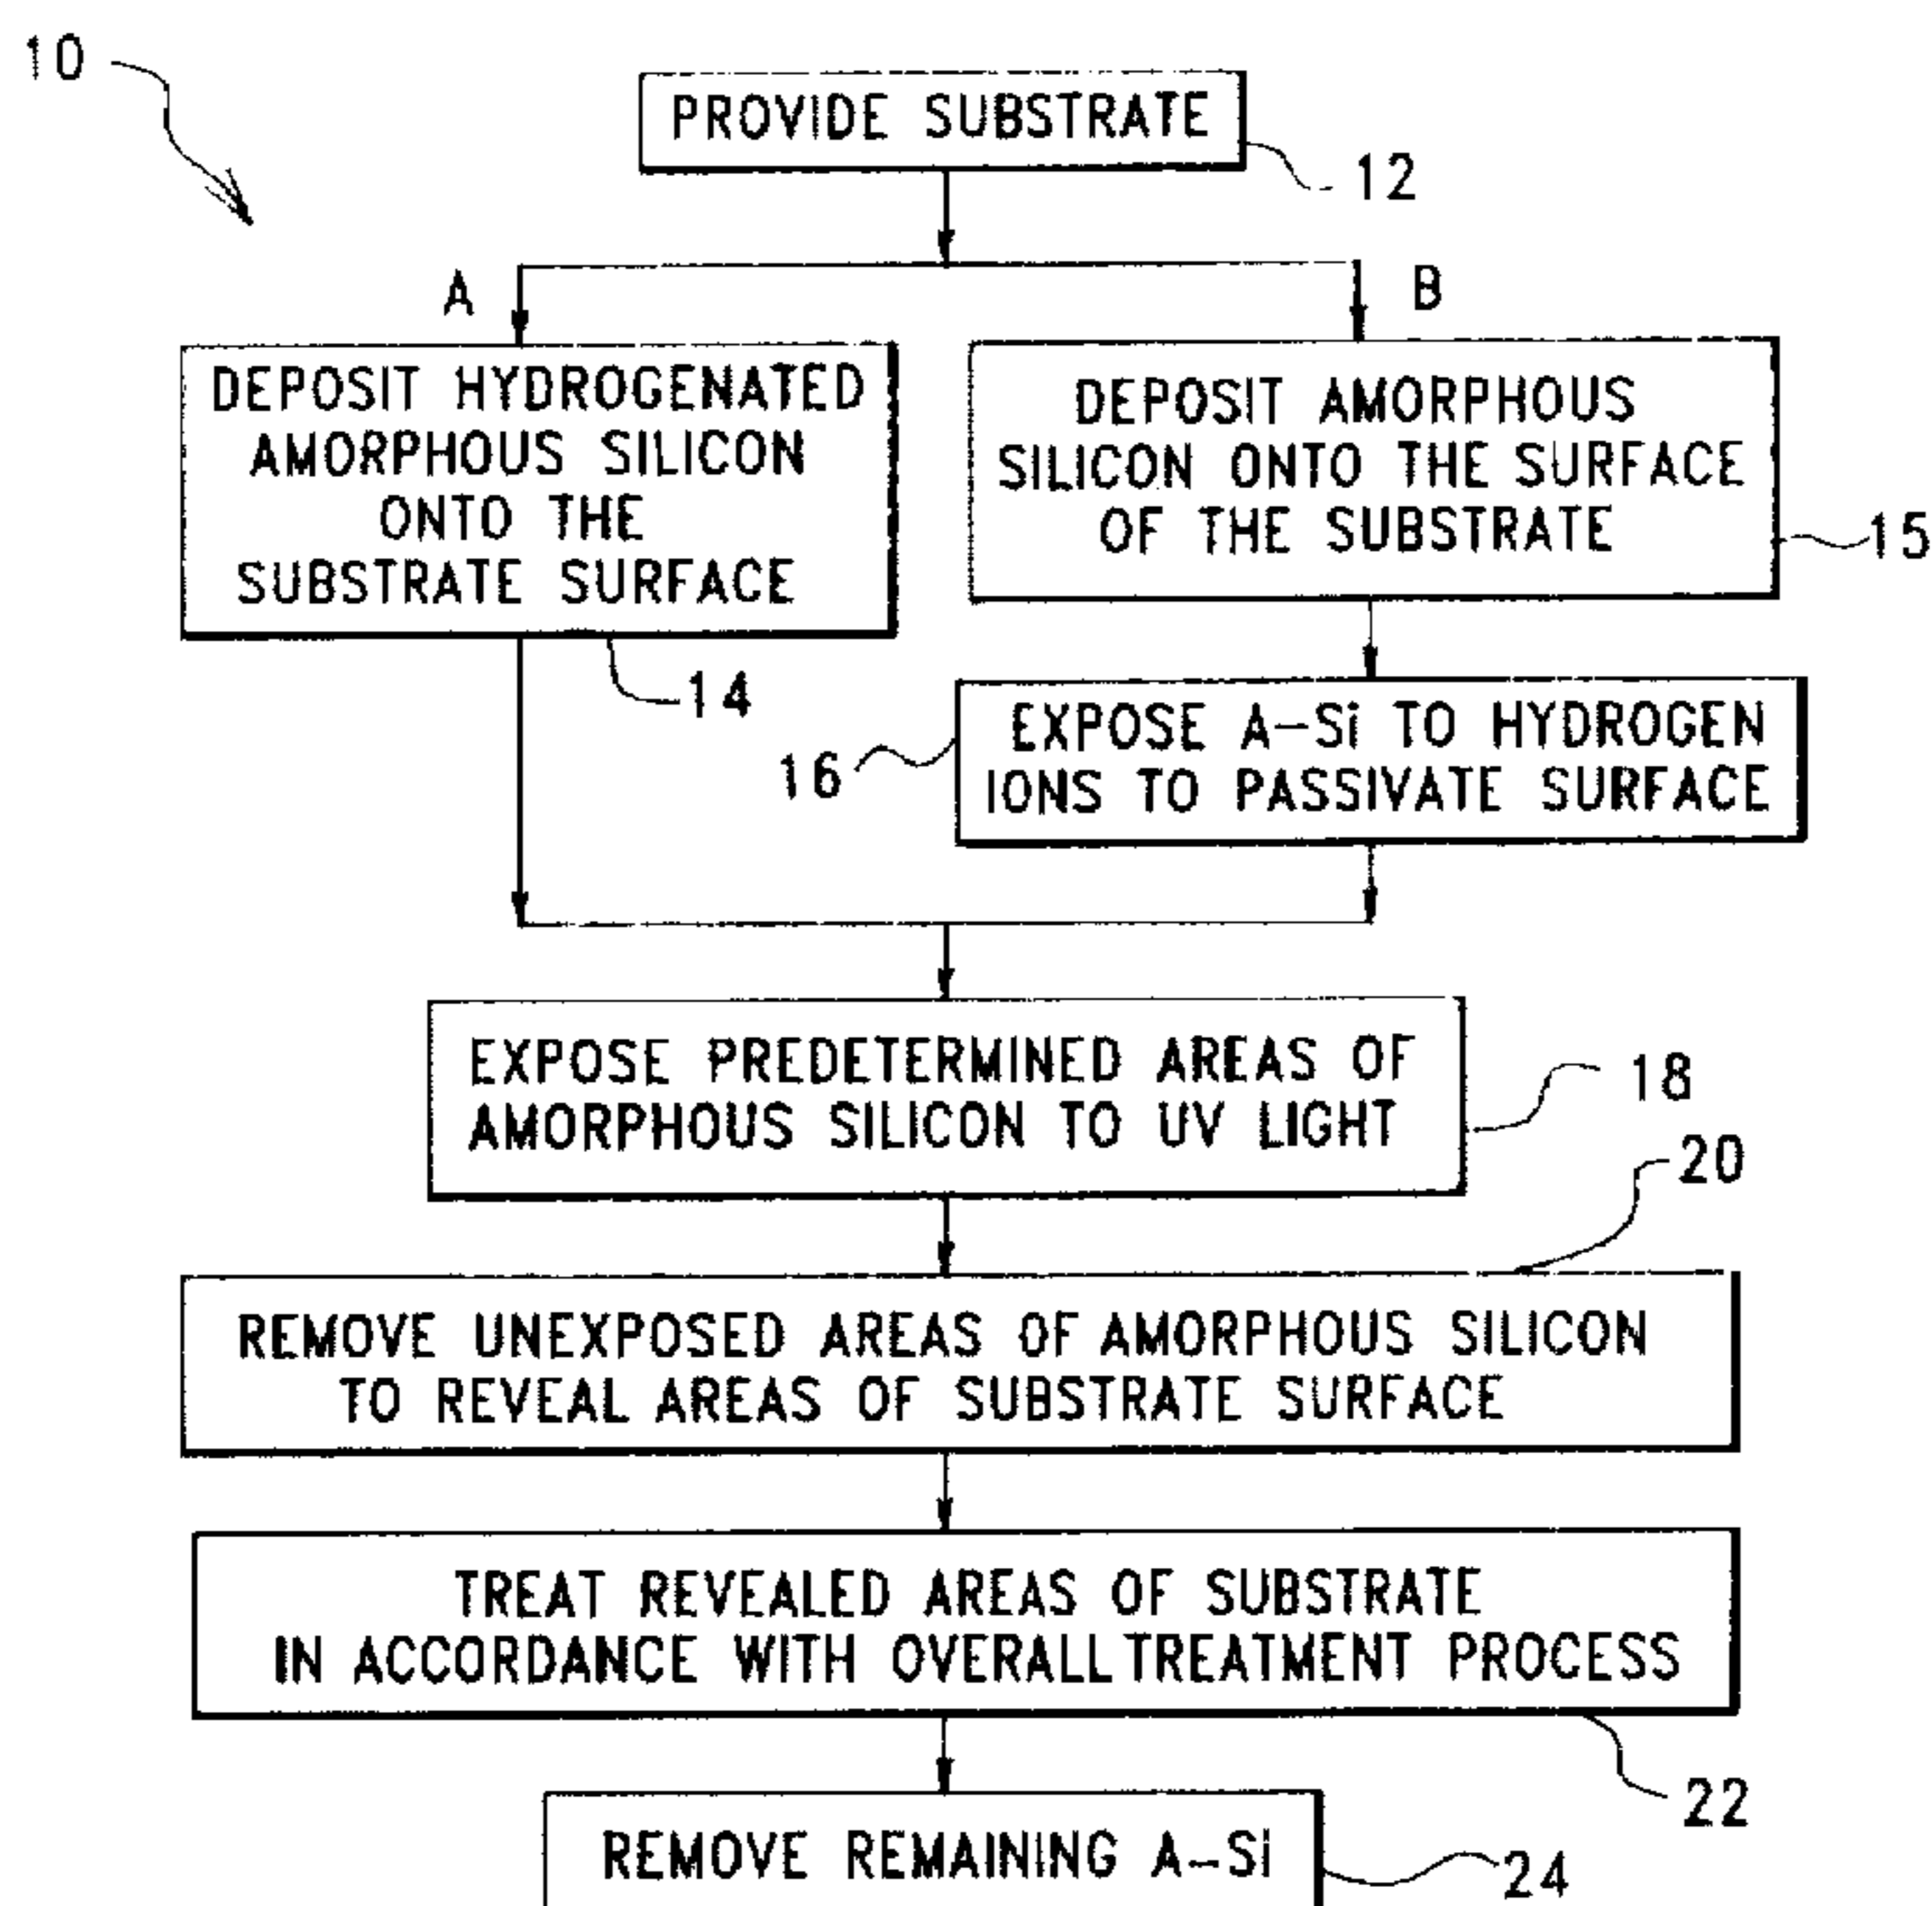 10
PROVIDE SUBSTRATE
12
A
B
DEPOSIT HYDROGENATED
AMORPHOUS SILICON
ONTO THE
SUBSTRATE SURFACE
14
DEPOSIT AMORPHOUS
SILICON ONTO THE SURFACE
OF THE SUBSTRATE
15
EXPOSE A-Si TO HYDROGEN
IONS TO PASSIVATE SURFACE
16
EXPOSE PREDETERMINED AREAS OF
AMORPHOUS SILICON TO UV LIGHT
18
20
REMOVE UNEXPOSED AREAS OF AMORPHOUS SILICON
TO REVEAL AREAS OF SUBSTRATE SURFACE
TREAT REVEALED AREAS OF SUBSTRATE
IN ACCORDANCE WITH OVERALL TREATMENT PROCESS
22
REMOVE REMAINING A-Si
24